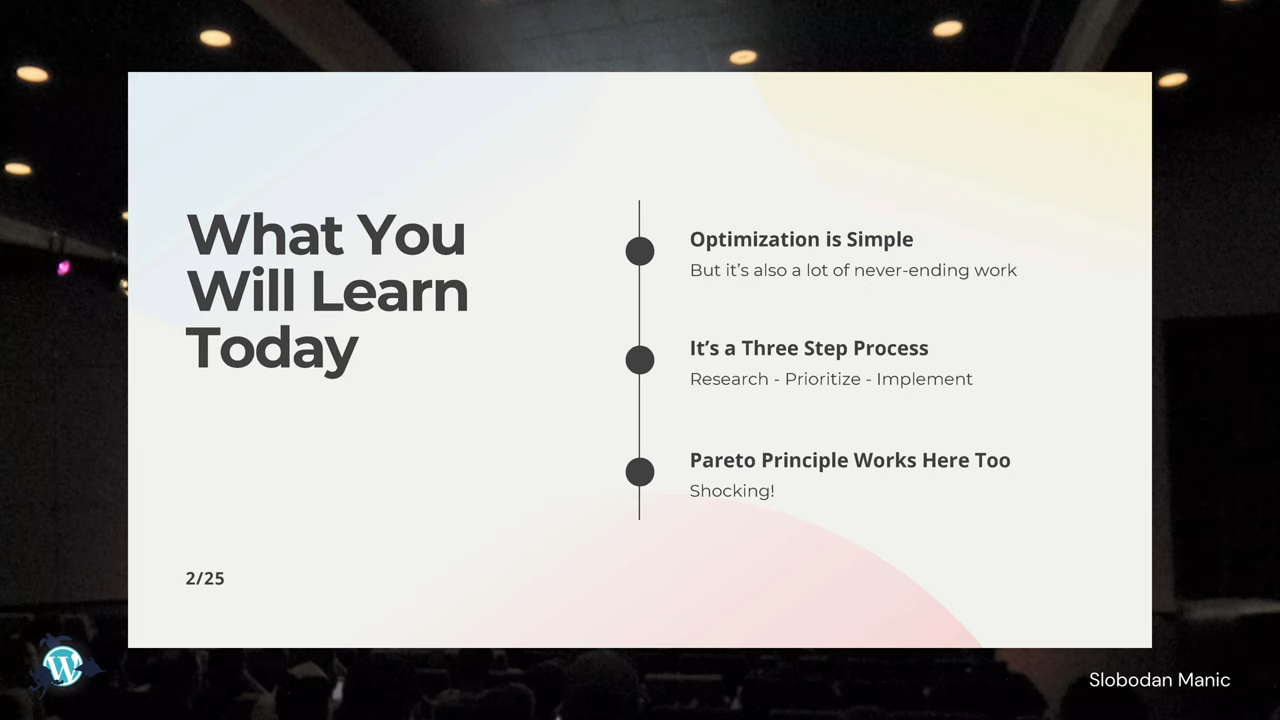 What You
Will Learn
Today
Optimization is Simple
But it's also a lot of never-ending work
It's a Three Step Process
Research - Prioritize - Implement
Pareto Principle Works Here Too
Shocking!
2/25
W
Slobodan Manic